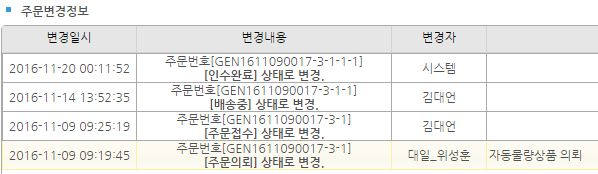 주문변경정보
변경일시 변경내용 변경자
2016-11-20 00:11:52 주문번호[GEN1611090017-3-1-1-1] 시스템
[인수완료] 상태로 변경.
2016-11-14 13:52:35 주문번호[GEN1611090017-3-1-1] 김대언
[배송중] 상태로 변경.
2016-11-09 09:25:19 주문번호[GEN1611090017-3-1] 김대언
[주문접수] 상태로 변경.
2016-11-09 09:19:45 주문번호[GEN1611090017-3-1] 대일_위성훈 자동물량상품 의뢰
[주문의뢰] 상태로 변경.